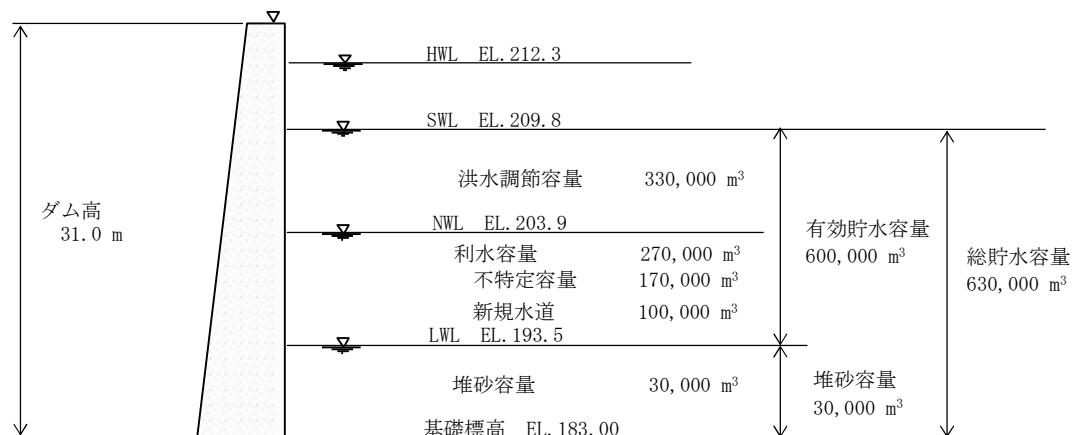 HWL EL.212.3
SWL EL.209.8
洪水調節容量 330,000 m³
ダム高
31.0 m
NWL EL.203.9
有効貯水容量
600,000 m³
利水容量 270,000 m³
総貯水容量
630,000 m³
不特定容量 170,000 m³
新規水道 100,000 m³
LWL EL.193.5
堆砂容量 30,000 m³
堆砂容量
30,000 m³
基礎標高 EL.183.00